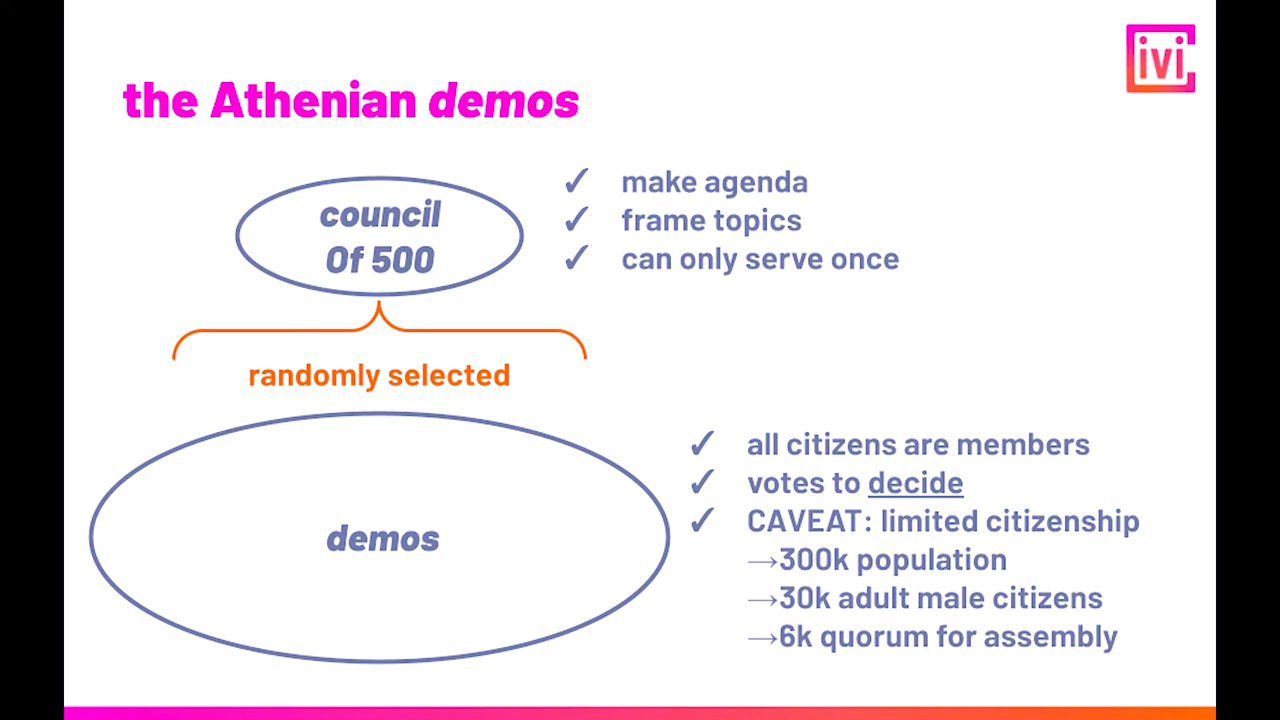 Civi
the Athenian demos
council
Of 500
✓ make agenda
✓ frame topics
✓ can only serve once
randomly selected
demos
✓ all citizens are members
✓ votes to decide
✓ CAVEAT: limited citizenship
→300k population
→30k adult male citizens
→6k quorum for assembly